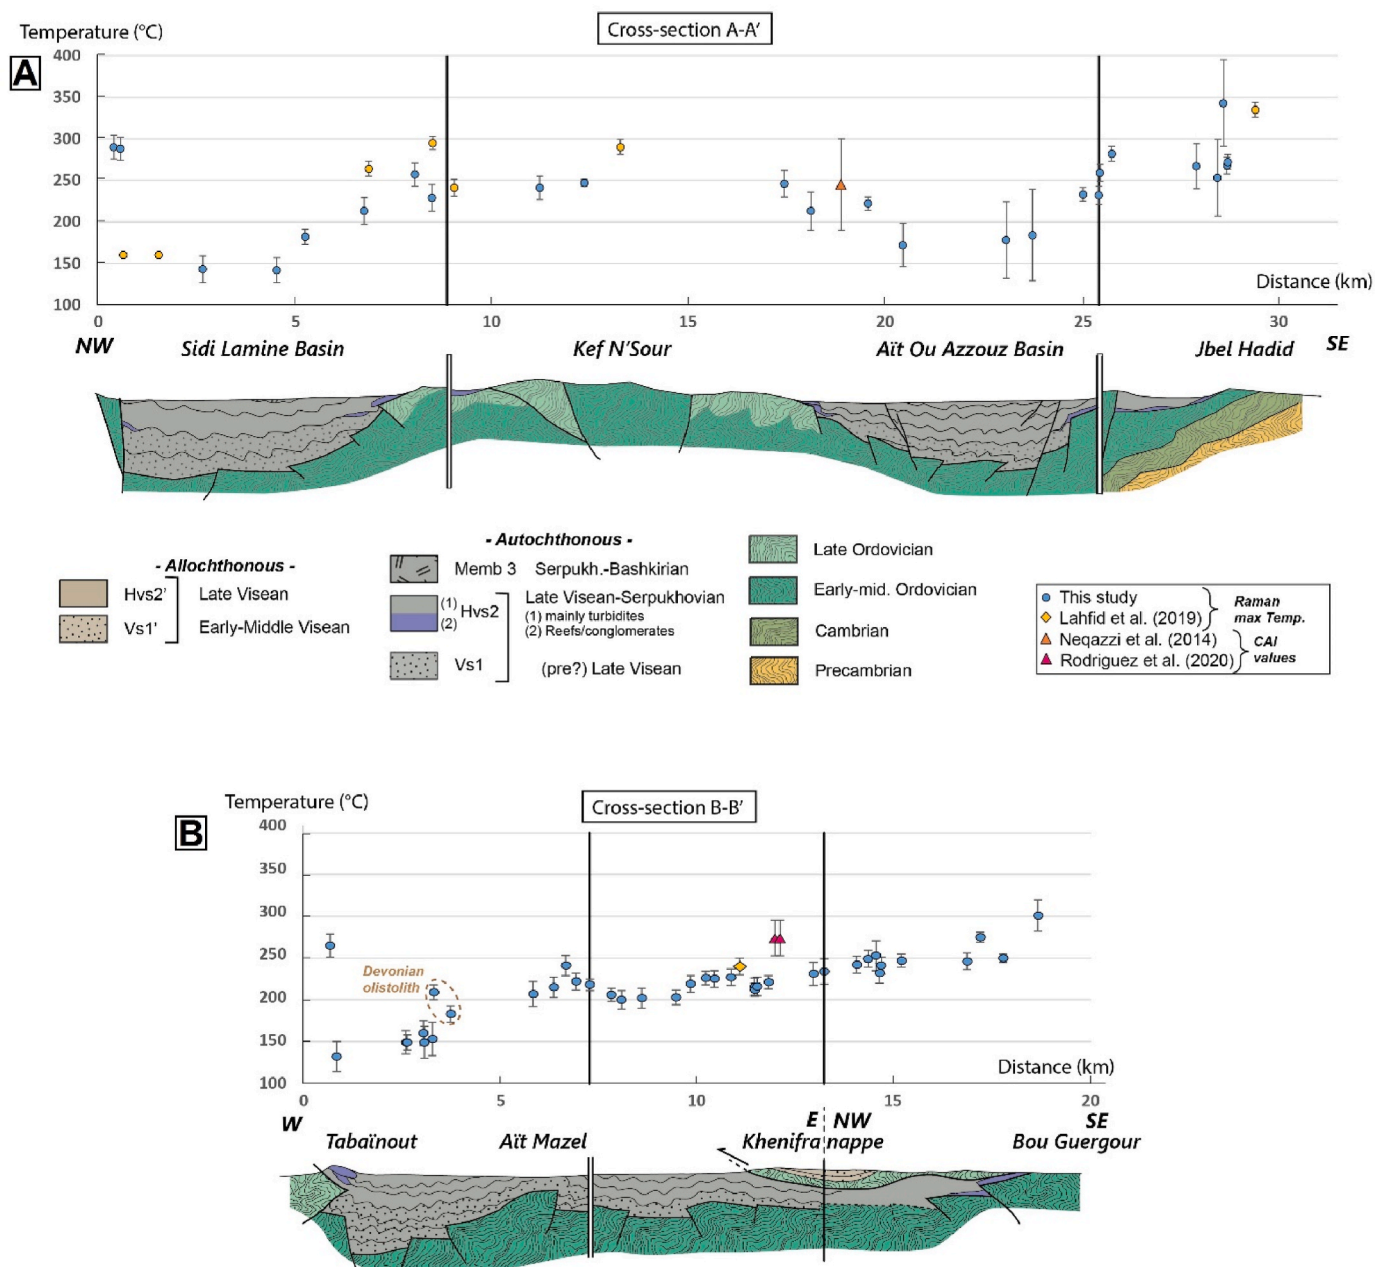 Cross-section A-A'
Temperature (°C)
A
400
350
300
250
200
150
100
Distance (km)
0 5 10 15 20 25 30
NW Sidi Lamine Basin Kef N'Sour Aït Ou Azzouz Basin Jbel Hadid SE
- Allochthonous -
Hvs2' Late Visean
Vs1' Early-Middle Visean
- Autochthonous -
Memb 3 Serpukh.-Bashkirian
(1) Hvs2 Late Visean-Serpukhovian
(2) (1) mainly turbidites
(2) Reefs/conglomerates
Vs1 (pre?) Late Visean
Late Ordovician
Early-mid. Ordovician
Cambrian
Precambrian
This study
Lahfid et al. (2019)
Raman
max Temp.
Neqazzi et al. (2014)
Rodriguez et al. (2020)
CAI
values
Cross-section B-B'
Temperature (°C)
B
400
350
300
250
200
150
100
Devonian
olistolith
Distance (km)
0 5 10 15 20
W E NW SE
Tabaïnout Aït Mazel Khenifra nappe Bou Guergour